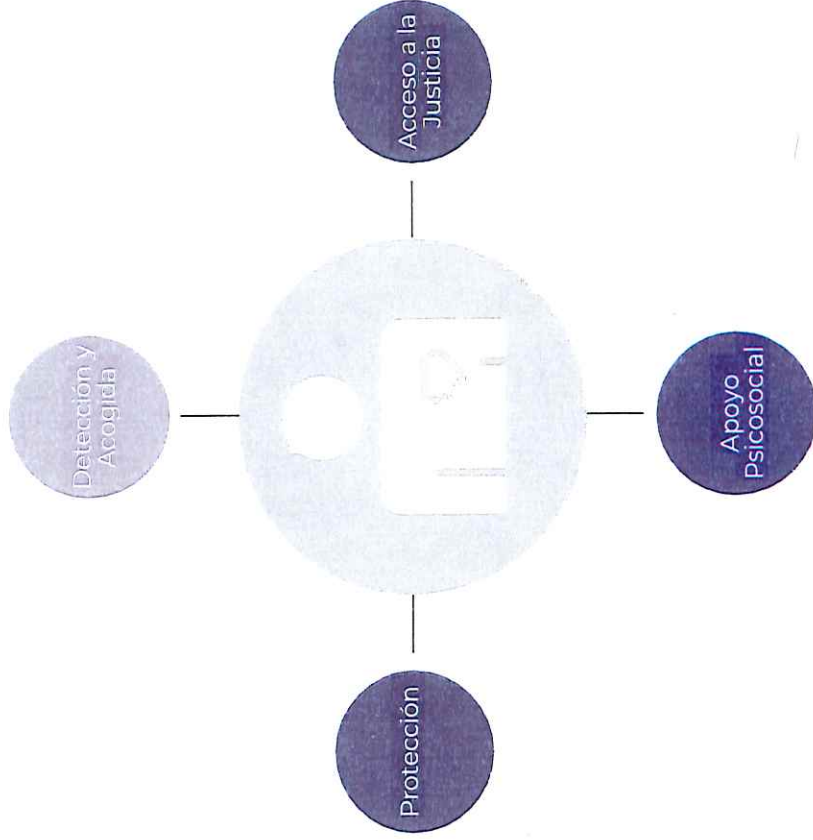 Detección y
Acogida
Acceso a la
Justicia
Apoyo
Psicosocial
Protección